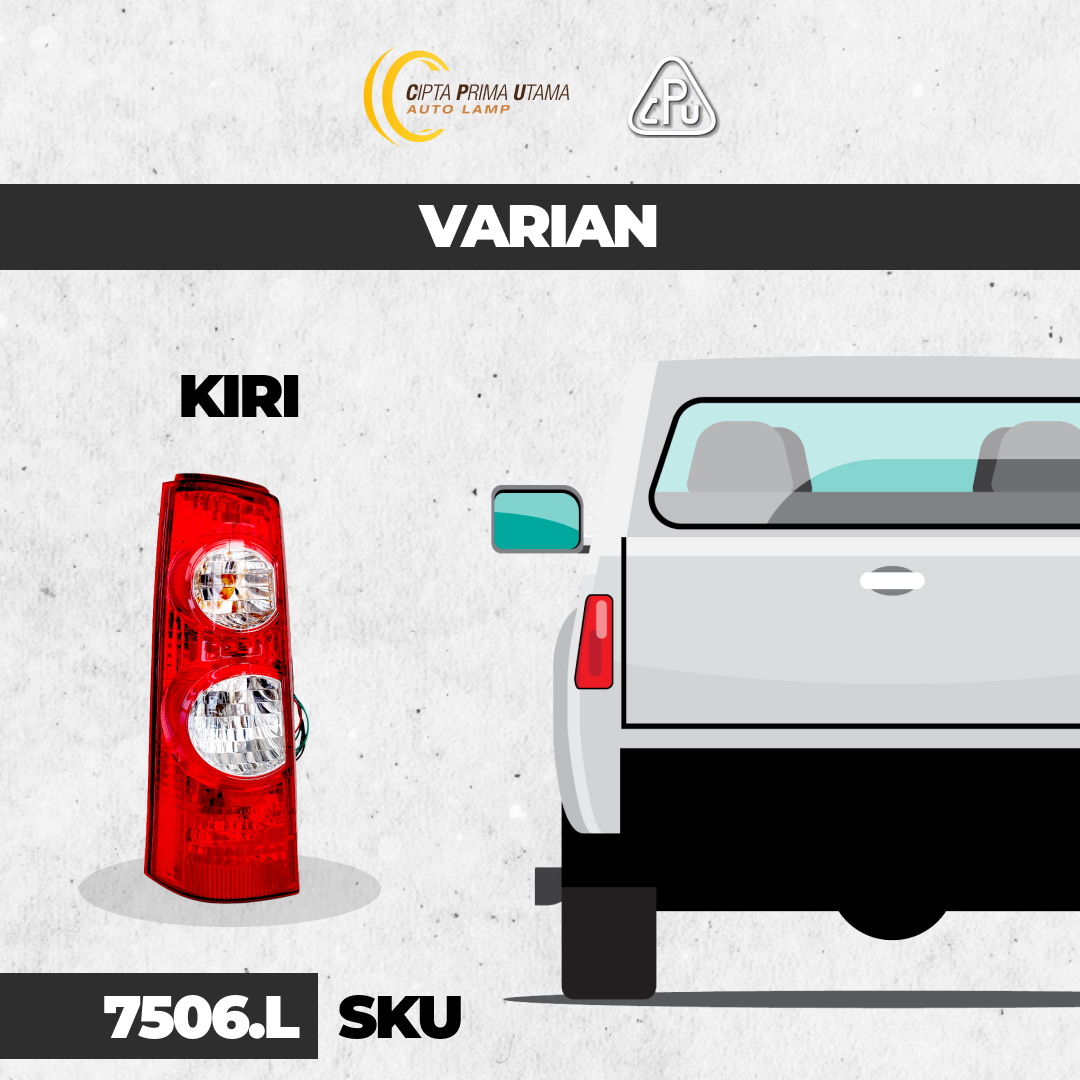 CIPTA PRIMA UTAMA
AUTO LAMP
CPU
VARIAN
KIRI
7506.L SKU